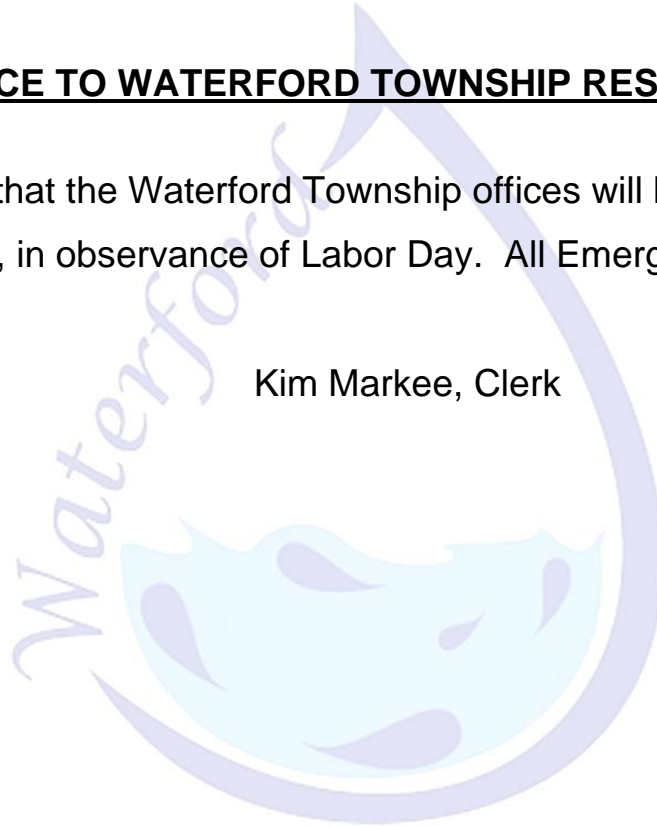 CE TO WATERFORD TOWNSHIP RES
that the Waterford Township offices will
, in observance of Labor Day.  All Emerg
Kim Markee, Clerk
Waterford